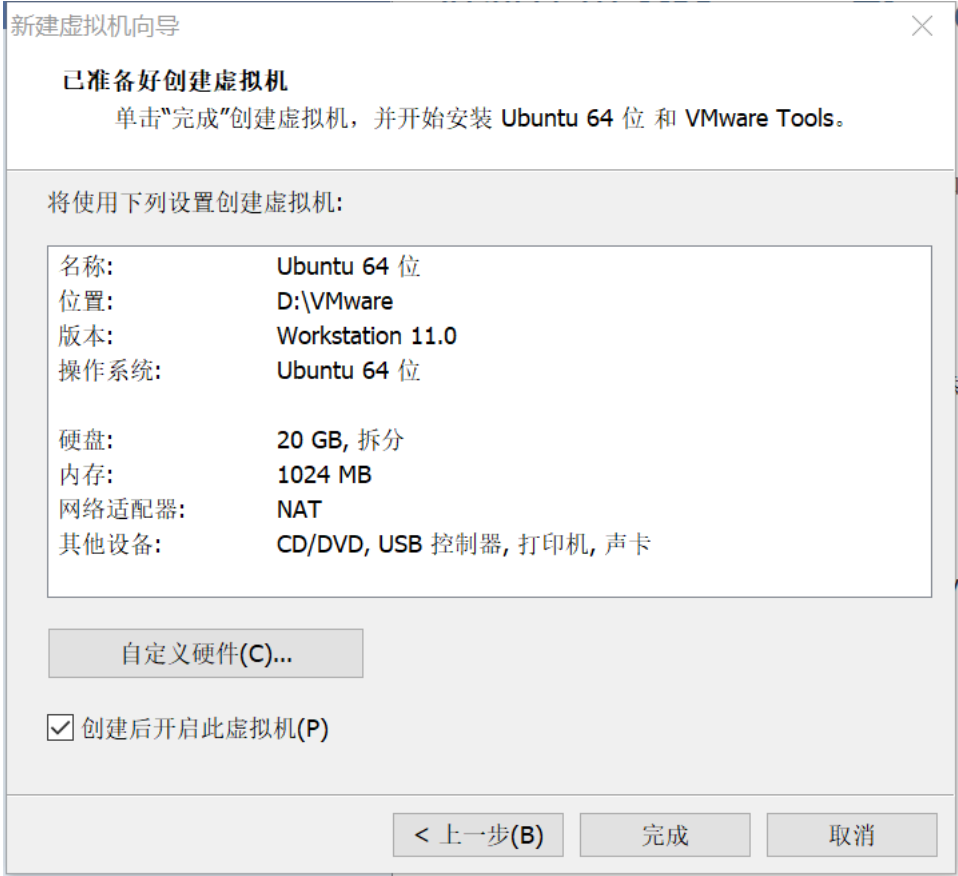 新建虚拟机向导
已准备好创建虚拟机
单击“完成”创建虚拟机，并开始安装 Ubuntu 64 位 和 VMware Tools。
将使用下列设置创建虚拟机:
名称: Ubuntu 64 位
位置: D:\VMware
版本: Workstation 11.0
操作系统: Ubuntu 64 位
硬盘: 20 GB, 拆分
内存: 1024 MB
网络适配器: NAT
其他设备: CD/DVD, USB 控制器, 打印机, 声卡
自定义硬件(C)...
创建后开启此虚拟机(P)
< 上一步(B) 完成 取消